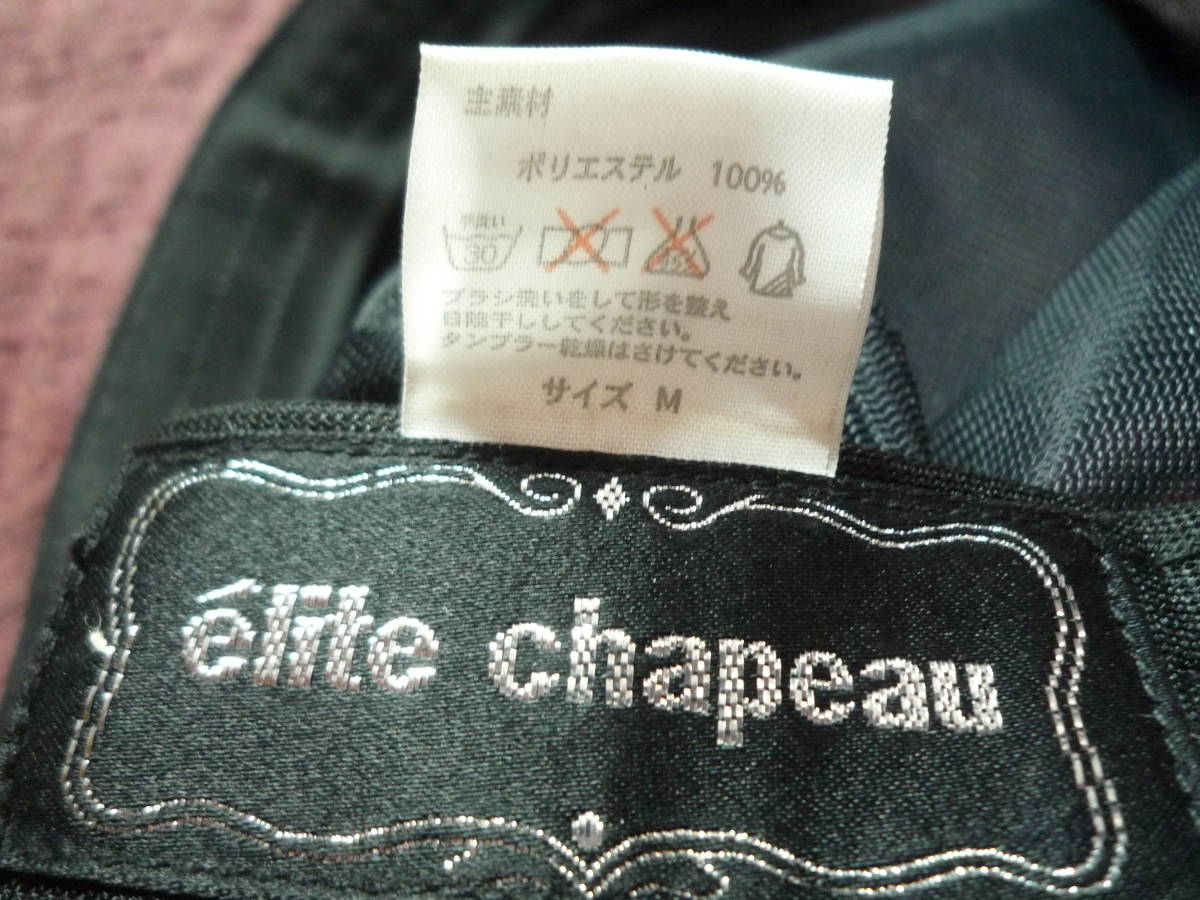 主素材
ポリエステル 100%
手洗い
30
ブラシ洗いをして形を整え
日陰干ししてください。
タンブラー乾燥はさけてください。
サイズ M
élite chapeau